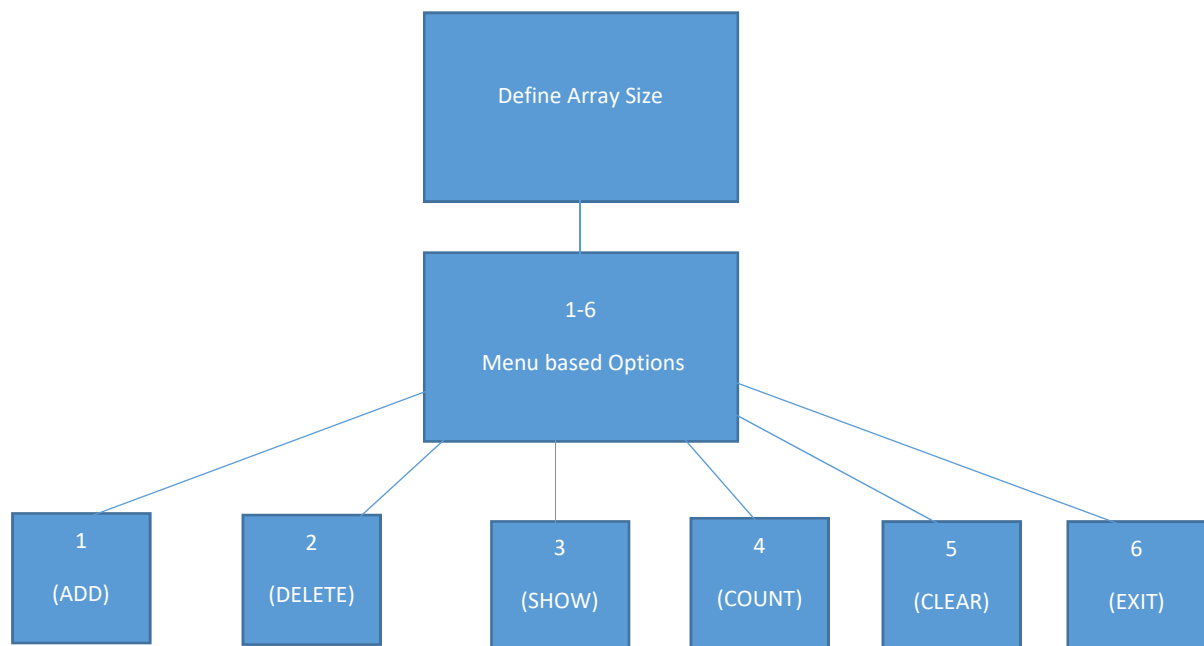 Define Array Size
1-6
Menu based Options
1
(ADD)
2
(DELETE)
3
(SHOW)
4
(COUNT)
5
(CLEAR)
6
(EXIT)